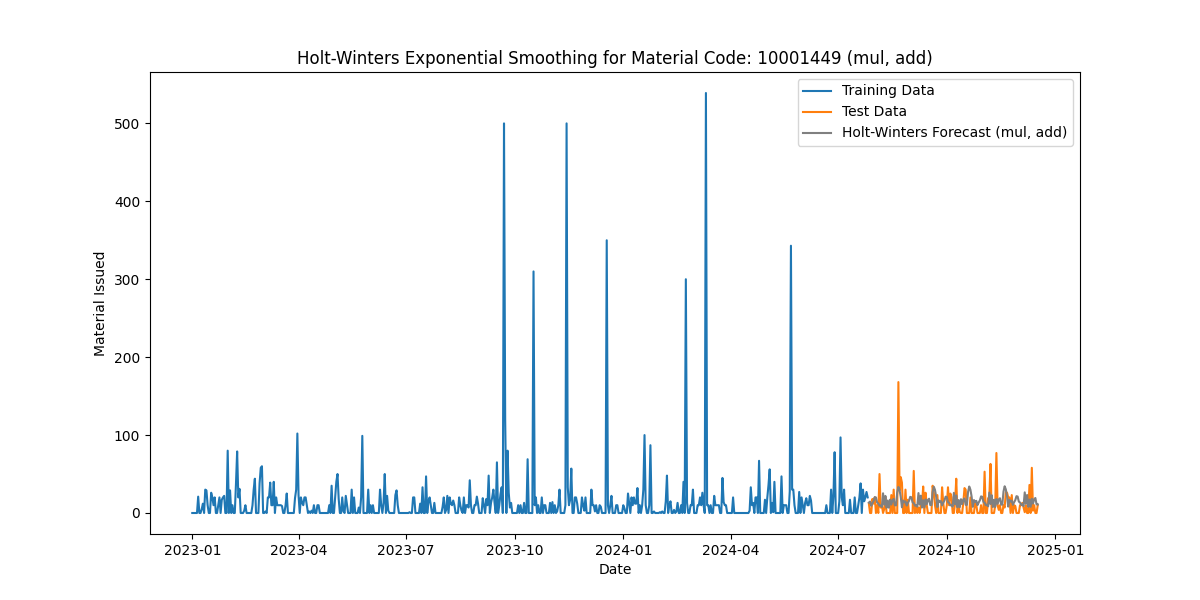 Holt-Winters Exponential Smoothing for Material Code: 10001449 (mul, add)
Training Data
Test Data
Holt-Winters Forecast (mul, add)
Material Issued
500
400
300
200
100
0
2023-01 2023-04 2023-07 2023-10 2024-01 2024-04 2024-07 2024-10 2025-01
Date